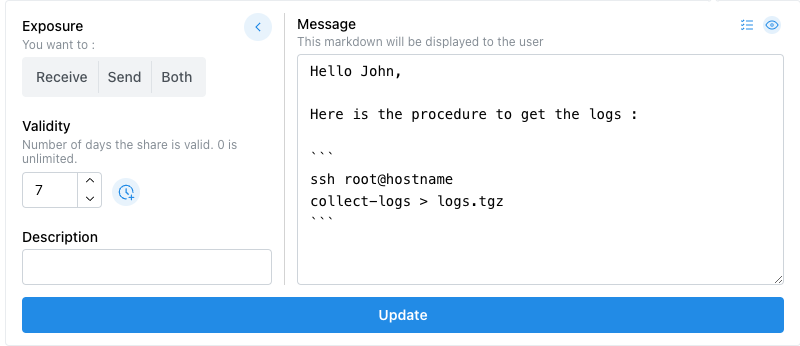 Exposure
You want to :
Receive Send Both
Validity
Number of days the share is valid. 0 is
unlimited.
7
Description
Message
This markdown will be displayed to the user
Hello John,
Here is the procedure to get the logs :
```
ssh root@hostname
collect-logs > logs.tgz
```
Update